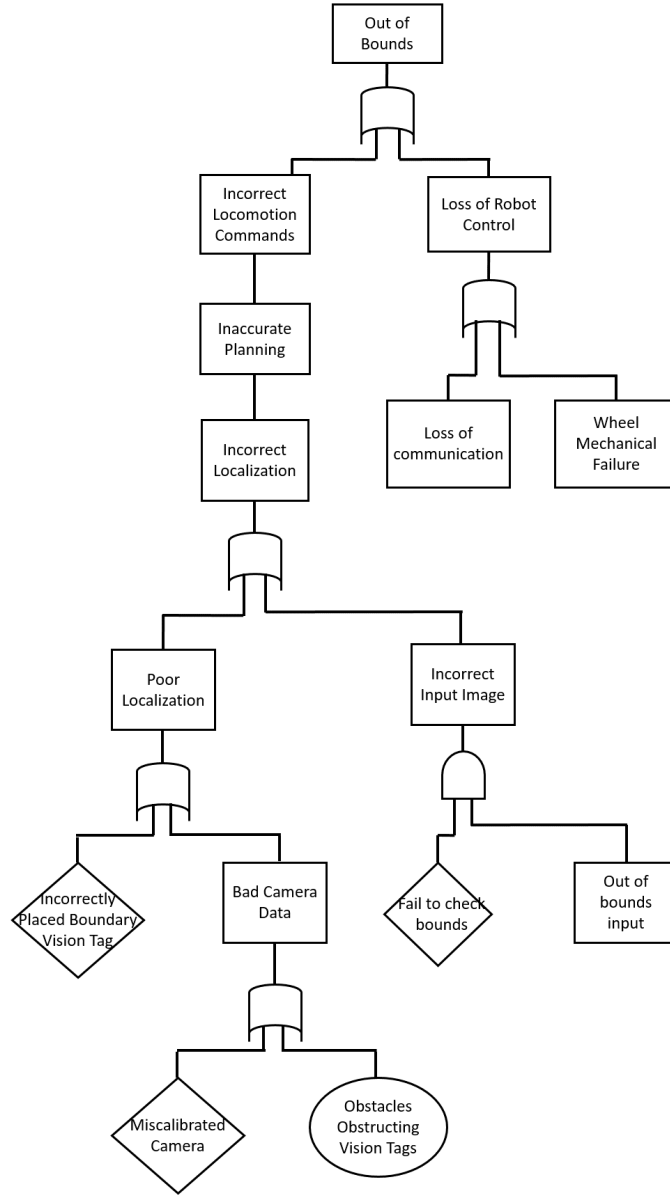 Out of
Bounds
Incorrect
Locomotion
Commands
Loss of Robot
Control
Inaccurate
Planning
Loss of
communication
Wheel
Mechanical
Failure
Incorrect
Localization
Poor
Localization
Incorrect
Input Image
Incorrectly
Placed Boundary
Vision Tag
Bad Camera
Data
Fail to check
bounds
Out of
bounds
input
Miscalibrated
Camera
Obstacles
Obstructing
Vision Tags